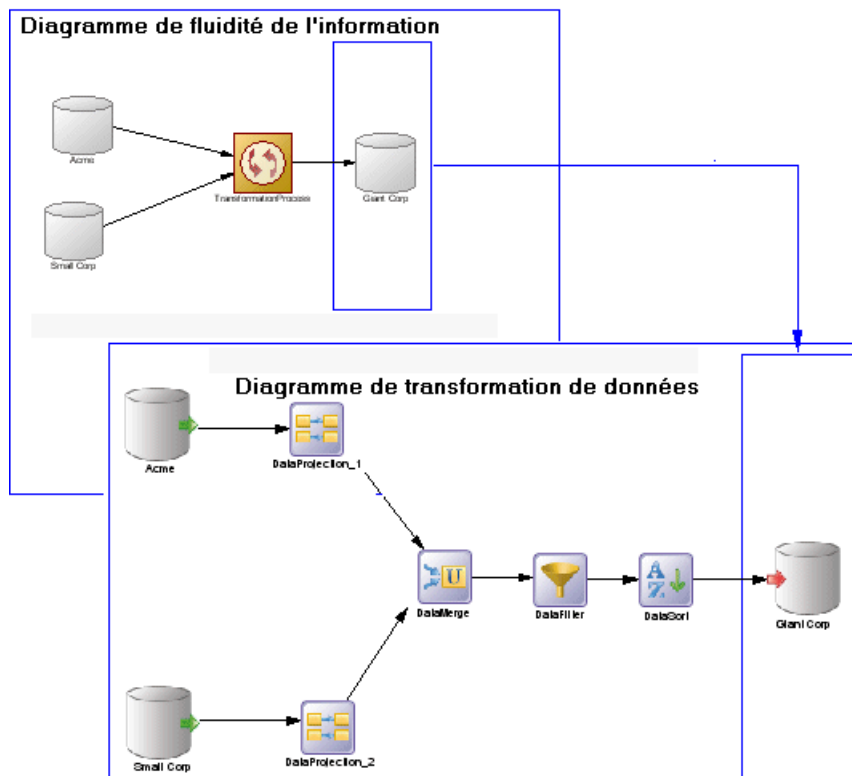 Diagramme de fluidité de l'information
Acme
TransformationProcess
Giant Corp
Small Corp
Diagramme de transformation de données
Acme
DataProjection_1
DataMerge
DataFilter
DataSort
Giant Corp
Small Corp
DataProjection_2